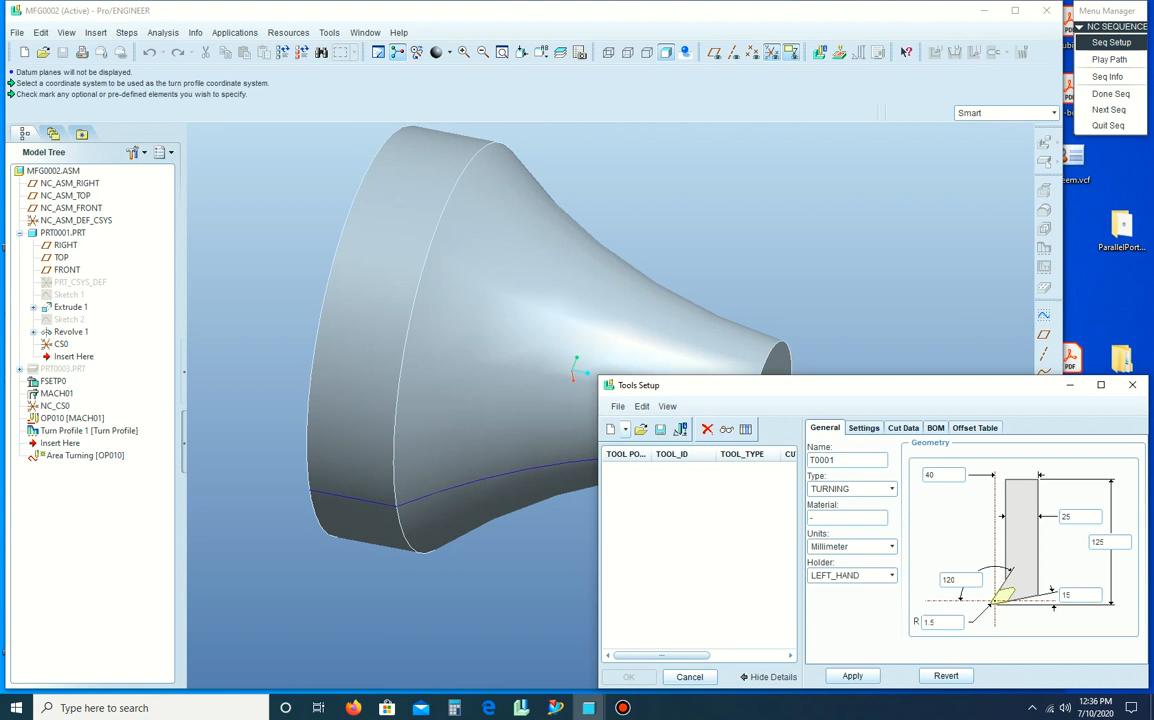 MFG0002 (Active) - Pro/ENGINEER
File Edit View Insert Steps Analysis Info Applications Resources Tools Window Help
Datum planes will not be displayed.
Select a coordinate system to be used as the turn profile coordinate system.
Check mark any optional or pre-defined elements you wish to specify.
Smart
Model Tree
MFG0002.ASM
NC_ASM_RIGHT
NC_ASM_TOP
NC_ASM_FRONT
NC_ASM_DEF_CSYS
PRT0001.PRT
RIGHT
TOP
FRONT
PRT_CSYS_DEF
Sketch 1
Extrude 1
Sketch 2
Revolve 1
CS0
Insert Here
PRT0003.PRT
FSETP0
MACH01
NC_CS0
OP010 [MACH01]
Turn Profile 1 [Turn Profile]
Insert Here
Area Turning [OP010]
Menu Manager
NC SEQUENCE
Seq Setup
Play Path
Seq Info
Done Seq
Next Seq
Quit Seq
eem.vcf
ParallelPort...
PDF
PDF
PDF
Tools Setup
File Edit View
TOOL PO... TOOL_ID TOOL_TYPE CU
General Settings Cut Data BOM Offset Table
Name:
T0001
Type:
TURNING
Material:
-
Units:
Millimeter
Holder:
LEFT_HAND
Geometry
40
25
125
120
15
R 1.5
OK Cancel Hide Details Apply Revert
Type here to search
12:36 PM
7/10/2020